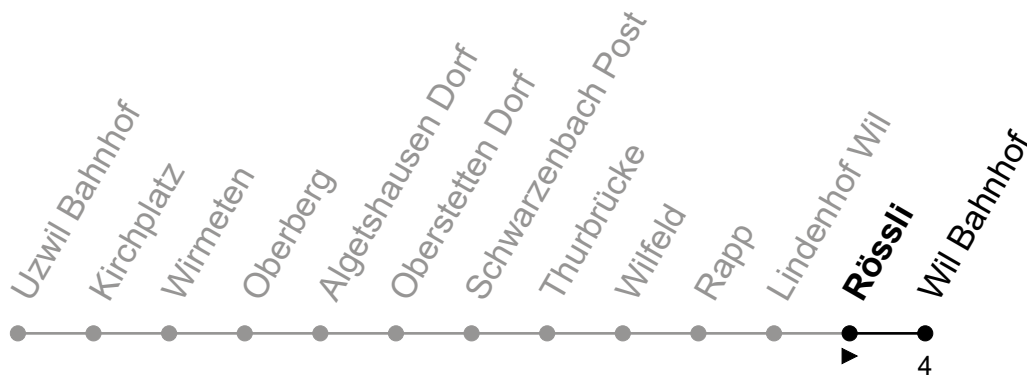 Uzwil Bahnhof
Kirchplatz
Wirmeten
Oberberg
Algetshausen Dorf
Oberstetten Dorf
Schwarzenbach Post
Thurbrücke
Wilfeld
Rapp
Lindenhof Wil
Rössli
Wil Bahnhof
4